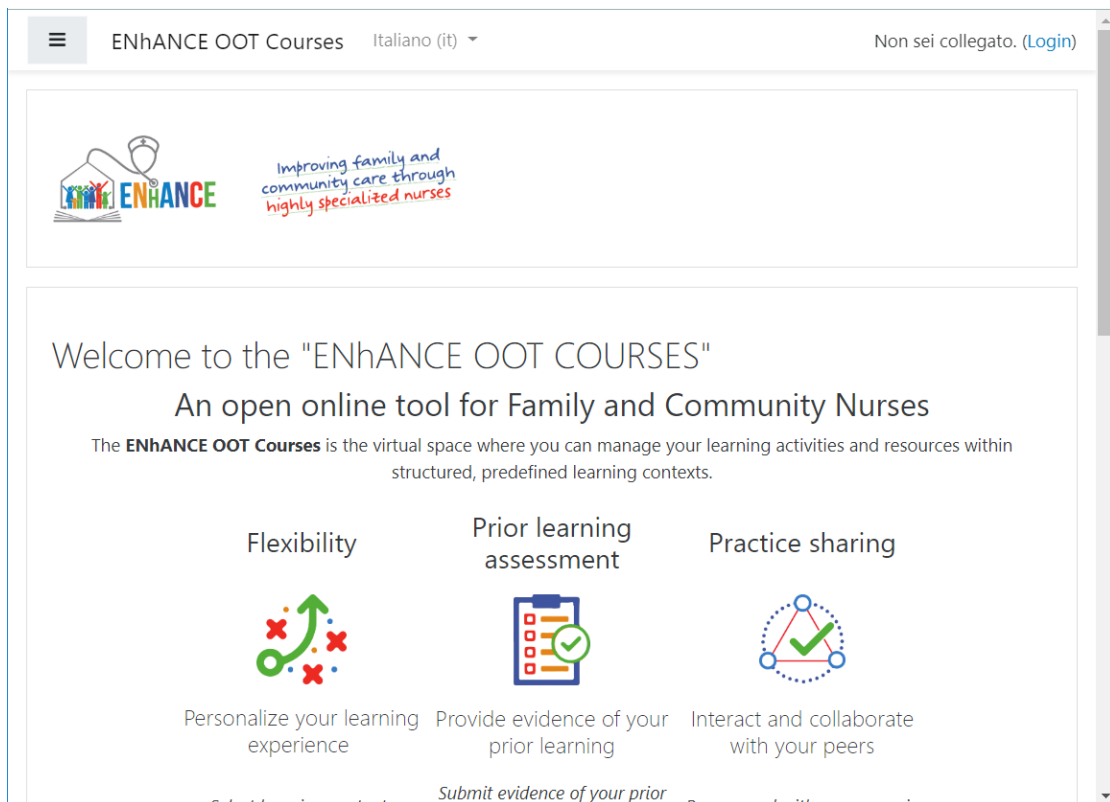 ENhANCE OOT Courses Italiano (it) Non sei collegato. (Login)
ENhANCE
Improving family and
community care through
highly specialized nurses
Welcome to the "ENhANCE OOT COURSES"
An open online tool for Family and Community Nurses
The ENhANCE OOT Courses is the virtual space where you can manage your learning activities and resources within
structured, predefined learning contexts.
Flexibility
Prior learning
assessment
Practice sharing
Personalize your learning
experience
Provide evidence of your
prior learning
Interact and collaborate
with your peers
Submit evidence of your prior